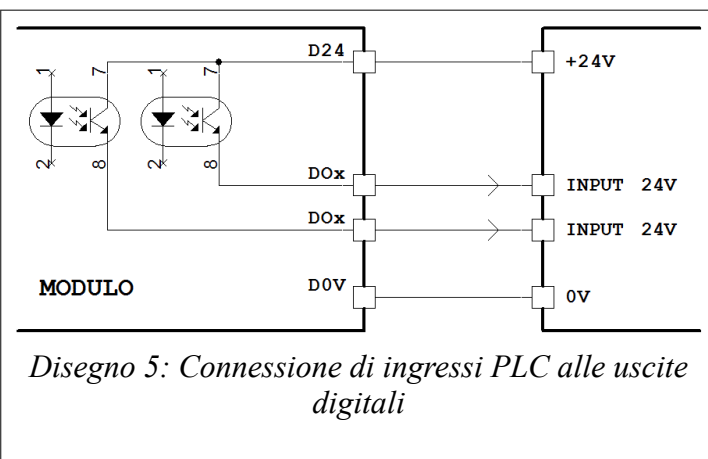 D24 +24V
1 7 1 7
2 8 2 8
DOx INPUT 24V
DOx INPUT 24V
MODULO D0V 0V
Disegno 5: Connessione di ingressi PLC alle uscite
digitali